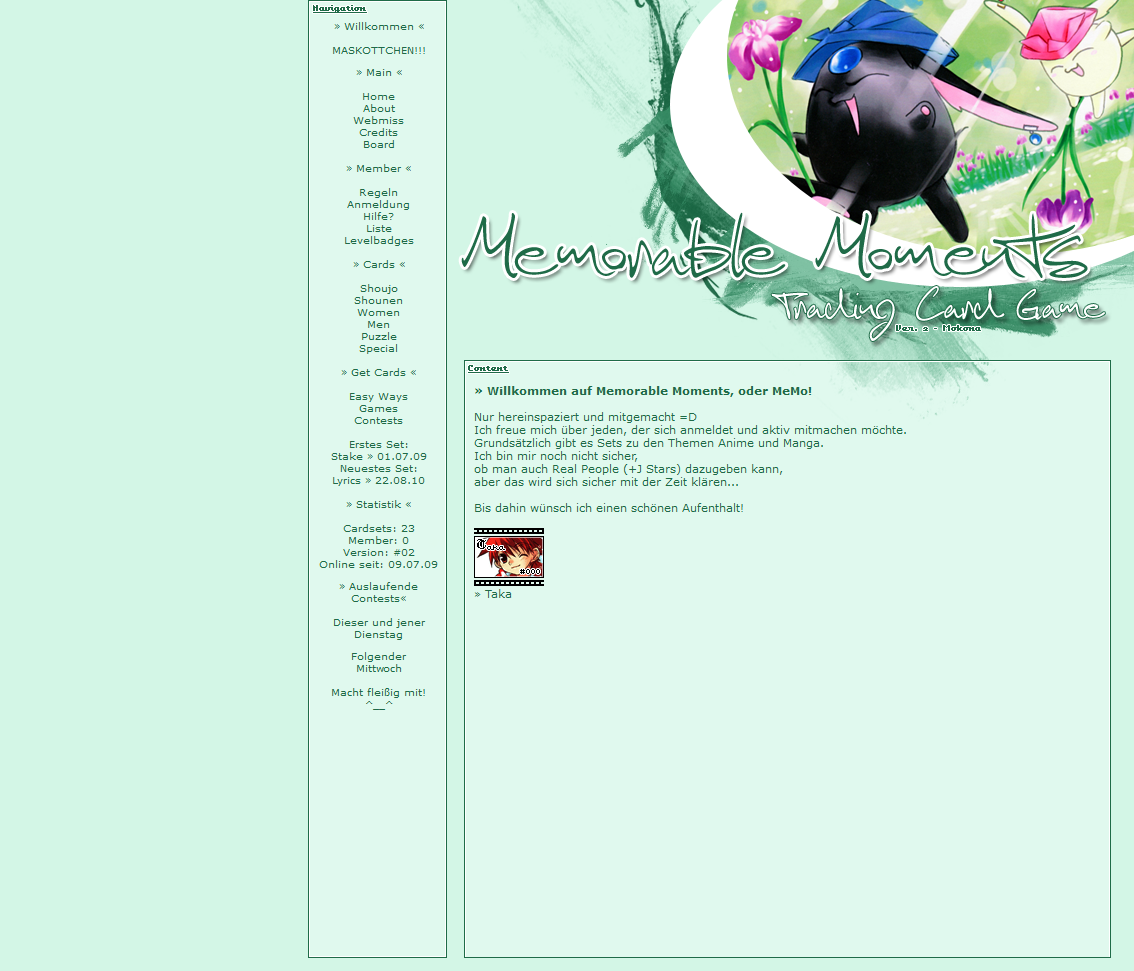 Navigation
» Willkommen «
MASKOTTCHEN!!!
» Main «
Home
About
Webmiss
Credits
Board
» Member «
Regeln
Anmeldung
Hilfe?
Liste
Levelbadges
» Cards «
Shoujo
Shounen
Women
Men
Puzzle
Special
» Get Cards «
Easy Ways
Games
Contests
Erstes Set:
Stake » 01.07.09
Neuestes Set:
Lyrics » 22.08.10
» Statistik «
Cardsets: 23
Member: 0
Version: #02
Online seit: 09.07.09
» Auslaufende
Contests«
Dieser und jener
Dienstag
Folgender
Mittwoch
Macht fleißig mit!
^__^
Memorable Moments
Trading Card Game
Ver. 2 - Mokona
Content
» Willkommen auf Memorable Moments, oder MeMo!
Nur hereinspaziert und mitgemacht =D
Ich freue mich über jeden, der sich anmeldet und aktiv mitmachen möchte.
Grundsätzlich gibt es Sets zu den Themen Anime und Manga.
Ich bin mir noch nicht sicher,
ob man auch Real People (+J Stars) dazugeben kann,
aber das wird sich sicher mit der Zeit klären...
Bis dahin wünsch ich einen schönen Aufenthalt!
Taka
#000
» Taka